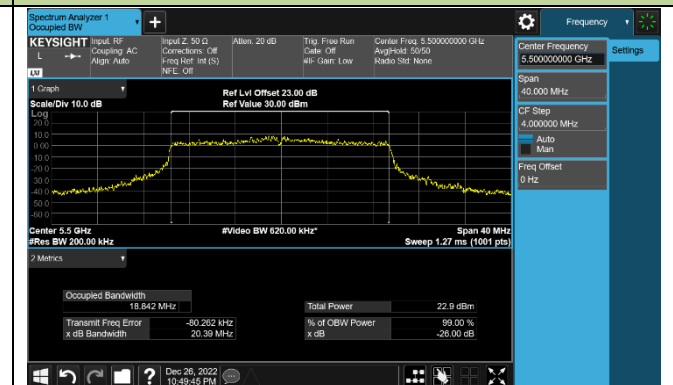 Spectrum Analyzer 1
Occupied BW
Frequency
KEYSIGHT
L
LXI
Input: RF
Coupling: AC
Align: Auto
Input Z: 50 Ω
Corrections: Off
Freq Ref: Int (S)
NFE: Off
Atten: 20 dB
Trig: Free Run
Gate: Off
#IF Gain: Low
Center Freq: 5.500000000 GHz
Avg|Hold: 50/50
Radio Std: None
Center Frequency
5.500000000 GHz
Settings
Span
40.000 MHz
CF Step
4.000000 MHz
Auto
Man
Freq Offset
0 Hz
1 Graph
Scale/Div 10.0 dB
Ref Lvl Offset 23.00 dB
Ref Value 30.00 dBm
Log
20.0
10.0
0.00
-10.0
-20.0
-30.0
-40.0
-50.0
-60.0
Center 5.5 GHz
#Res BW 200.00 kHz
#Video BW 620.00 kHz*
Span 40 MHz
Sweep 1.27 ms (1001 pts)
2 Metrics
Occupied Bandwidth
18.842 MHz
Total Power 22.9 dBm
Transmit Freq Error -80.262 kHz
% of OBW Power 99.00 %
x dB Bandwidth 20.39 MHz
x dB -26.00 dB
Dec 26, 2022
10:49:45 PM